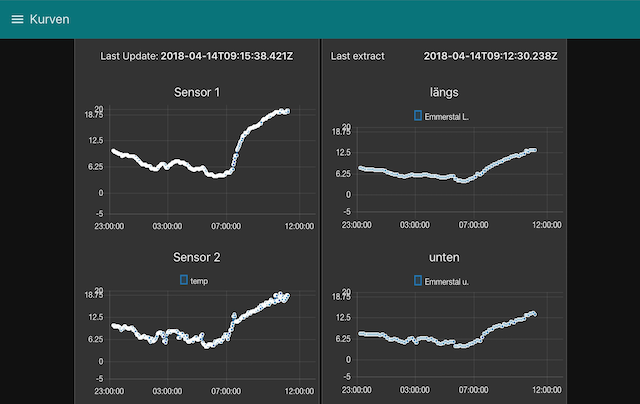 Kurven
Last Update: 2018-04-14T09:15:38.421Z
Sensor 1
20
18.75
12.5
6.25
0
-5
23:00:00 03:00:00 07:00:00 12:00:00
Sensor 2
temp
20
18.75
12.5
6.25
0
-5
23:00:00 03:00:00 07:00:00 12:00:00
Last extract 2018-04-14T09:12:30.238Z
längs
Emmerstal L.
20
18.75
12.5
6.25
0
-5
23:00:00 03:00:00 07:00:00 12:00:00
unten
Emmerstal u.
20
18.75
12.5
6.25
0
-5
23:00:00 03:00:00 07:00:00 12:00:00